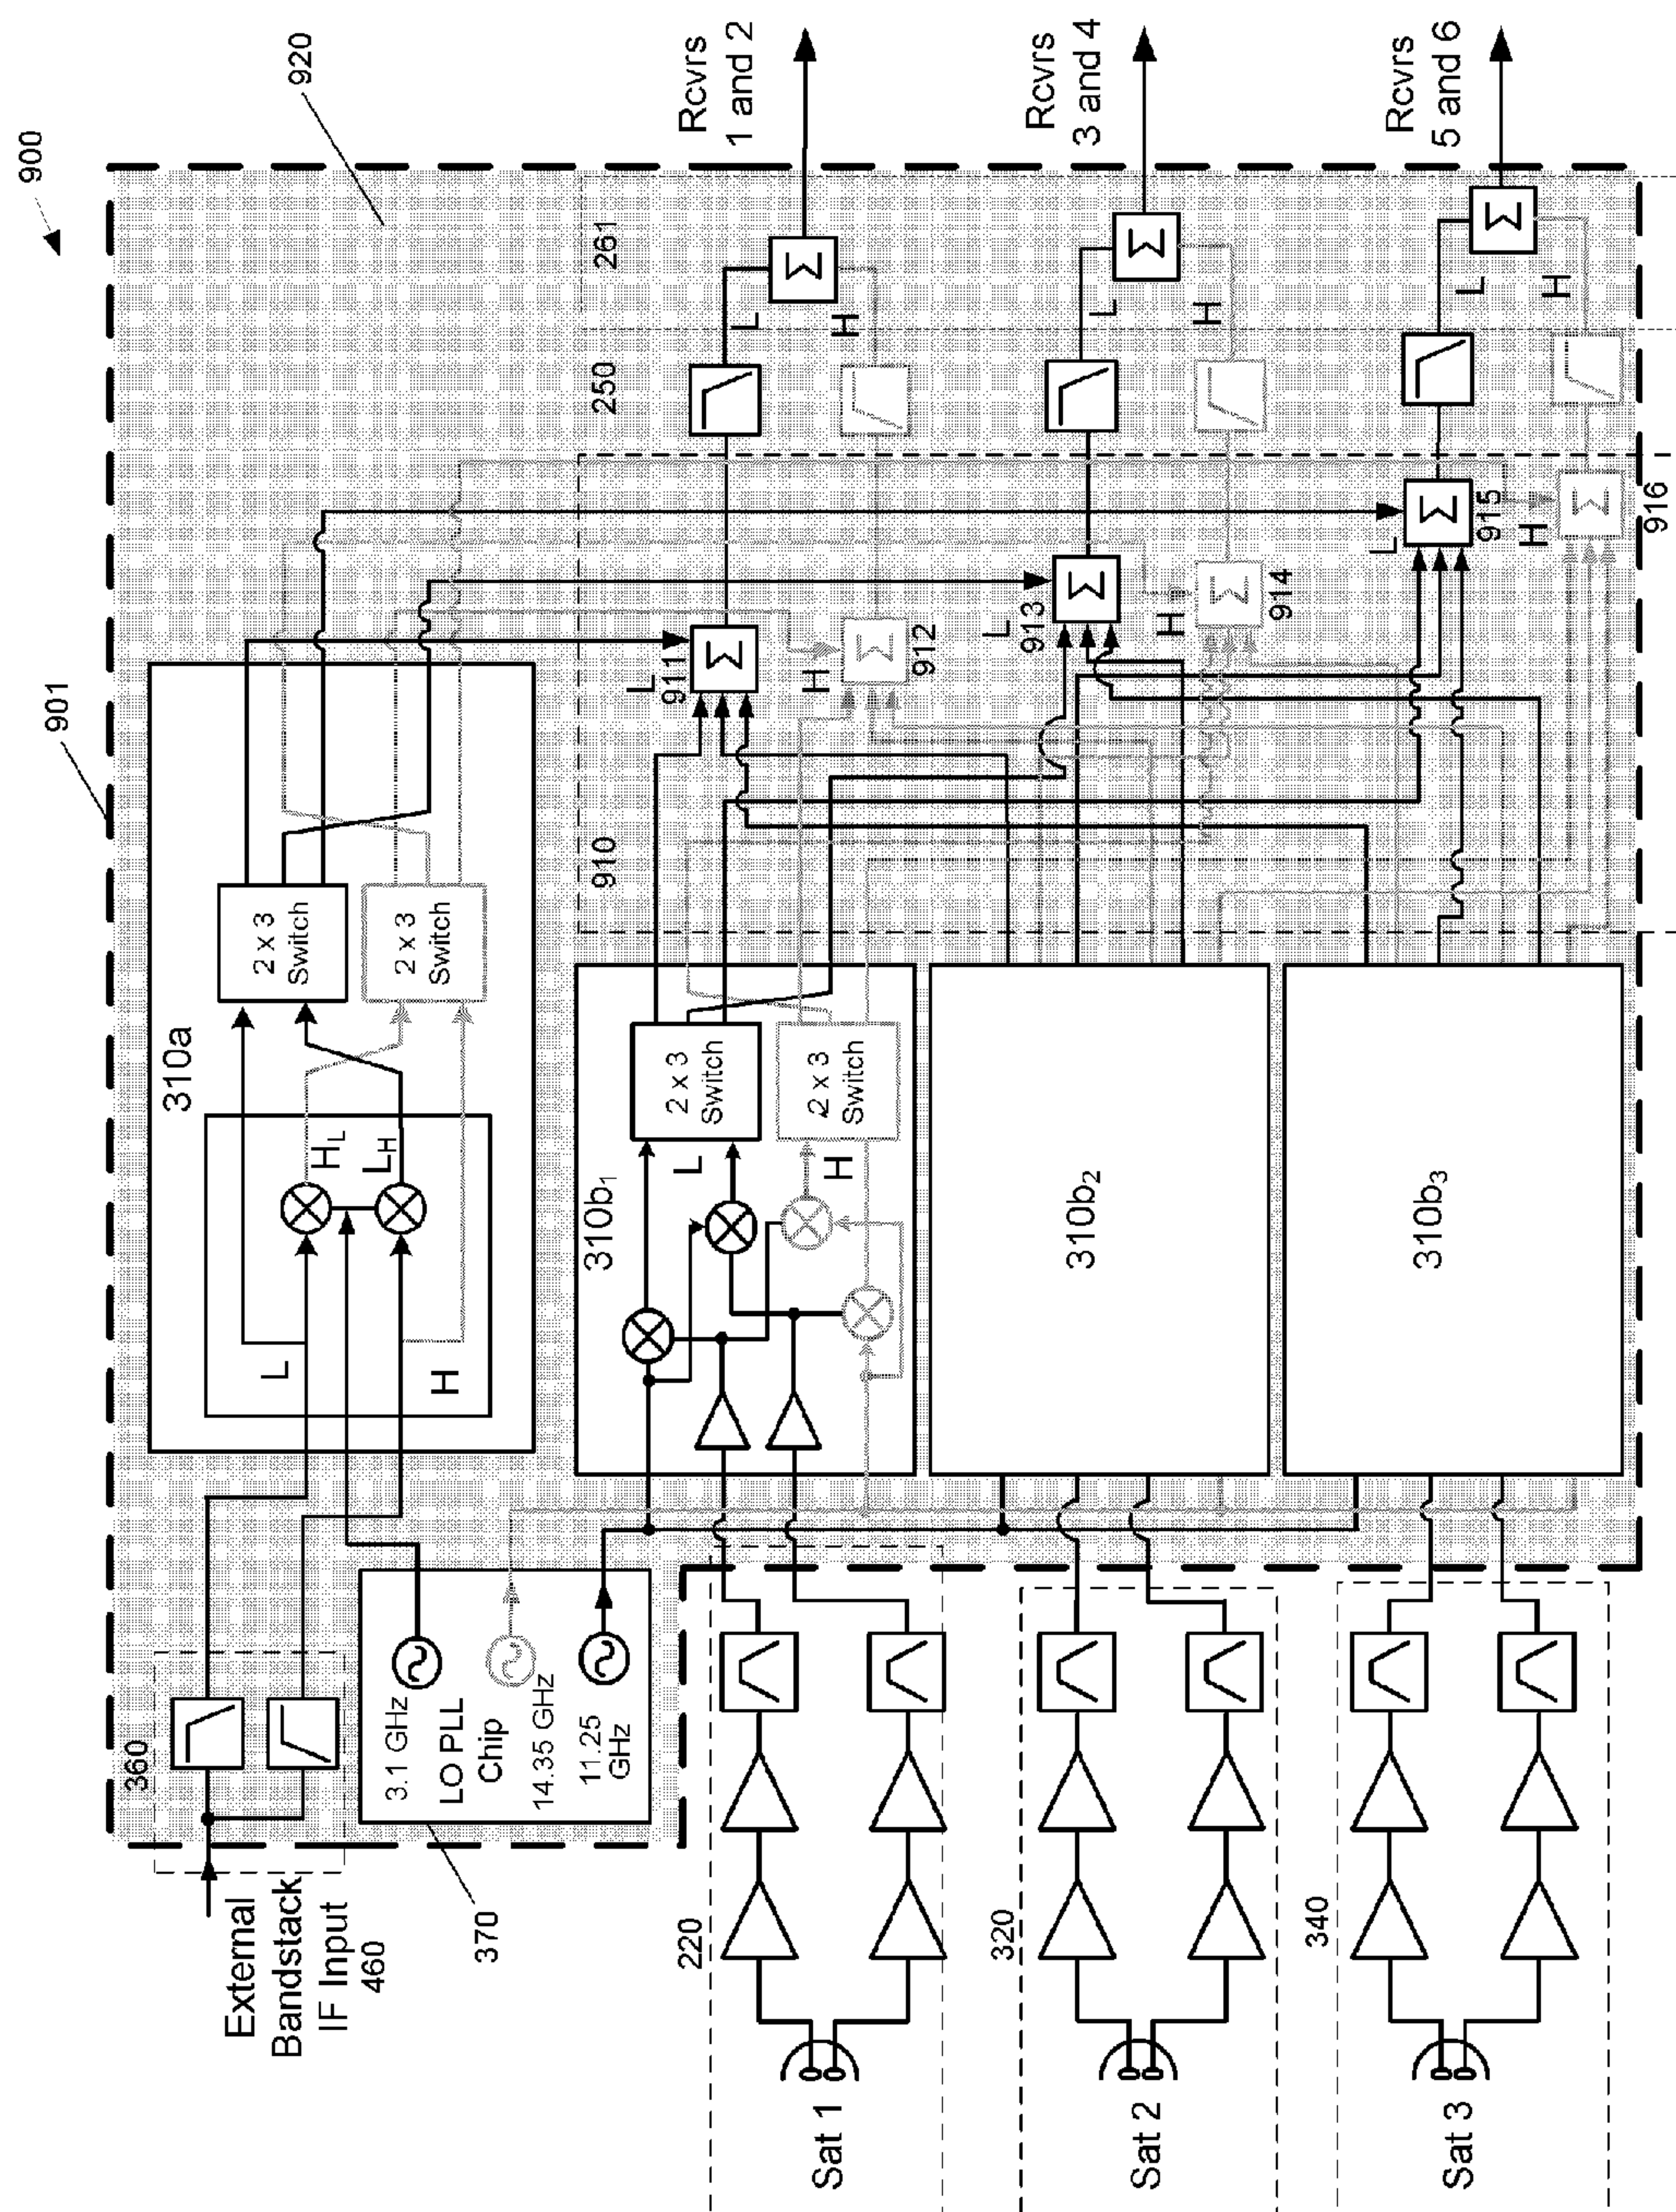 900
920
901
Rcvrs
1 and 2
Rcvrs
3 and 4
Rcvrs
5 and 6
261
250
L
H
L
H
L
H
Σ
Σ
Σ
910
L
911
Σ
H
912
Σ
L
913
Σ
H
914
Σ
L
915
Σ
H
916
Σ
310a
2 x 3
Switch
2 x 3
Switch
H_L
L_H
L
H
310b₁
2 x 3
Switch
2 x 3
Switch
L
H
310b₂
310b₃
360
External
Bandstack
IF Input
460
3.1 GHz
LO PLL
Chip
14.35 GHz
11.25
GHz
370
220
Sat 1
320
Sat 2
340
Sat 3